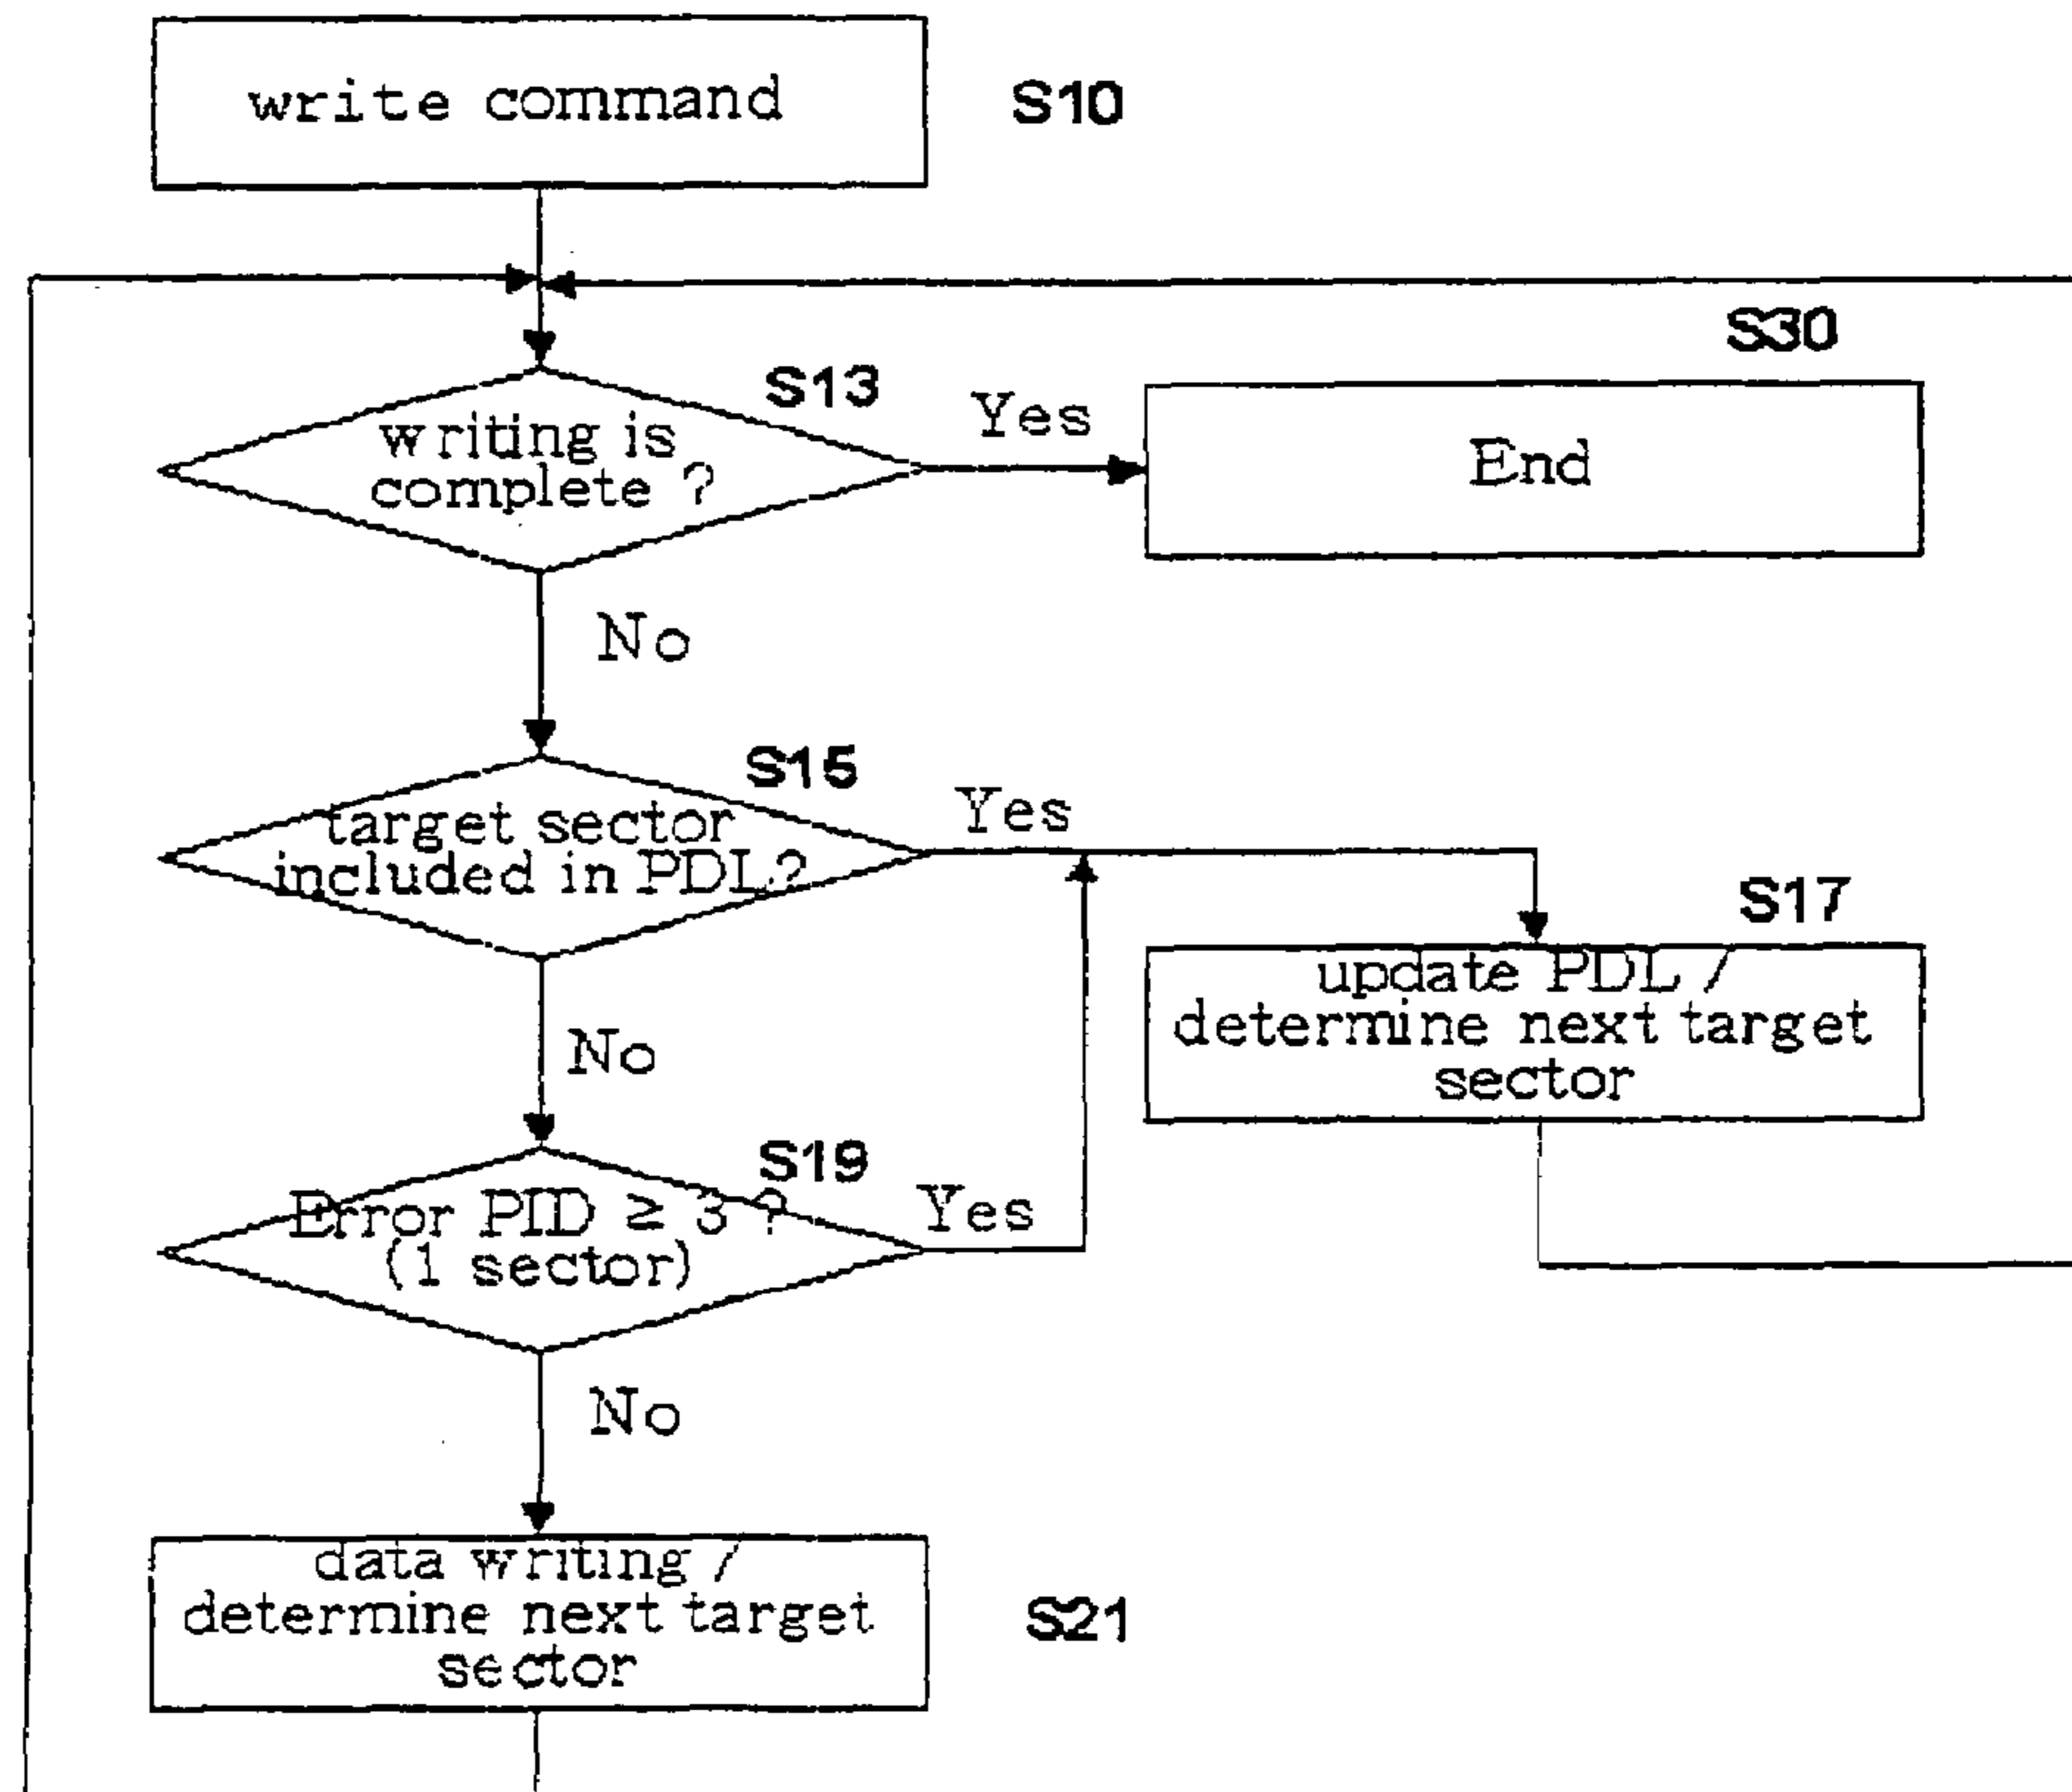 write command
S10
S30
S13
writing is
complete ?
Yes
End
No
S15
target sector
included in PDL?
Yes
S17
update PDL /
determine next target
sector
No
S19
Error PID ≥ 3 ?
(1 sector)
Yes
No
data writing /
determine next target
sector
S21